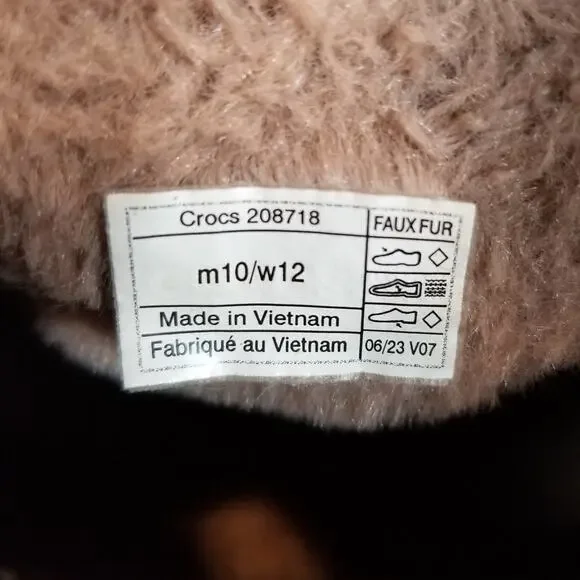 Crocs 208718
m10/w12
Made in Vietnam
Fabriqué au Vietnam
FAUX FUR
06/23 V07